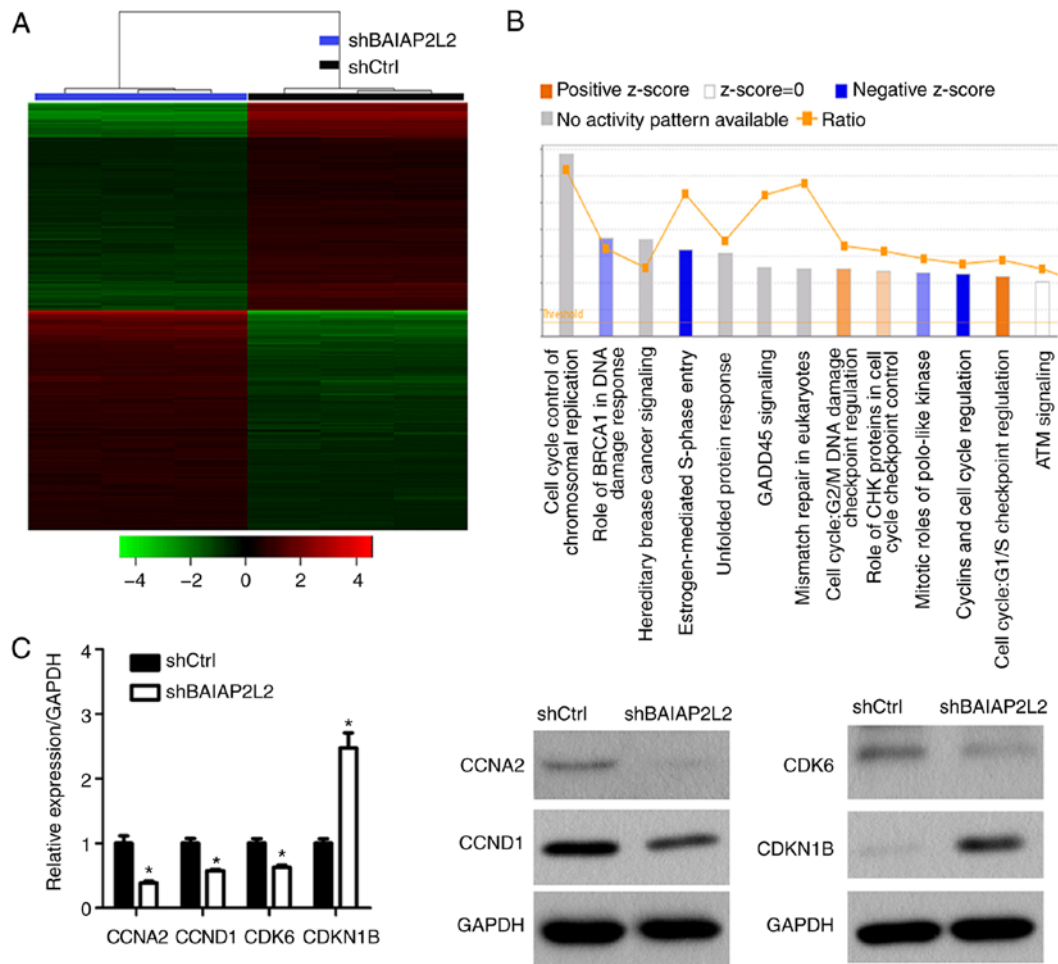 A
shBAIAP2L2
shCtrl
−4 −2 0 2 4
B
Positive z-score z-score=0 Negative z-score
No activity pattern available Ratio
Threshold
Cell cycle control of
chromosomal replication
Role of BRCA1 in DNA
damage response
Hereditary breast cancer signaling
Estrogen-mediated S-phase entry
Unfolded protein response
GADD45 signaling
Mismatch repair in eukaryotes
Cell cycle:G2/M DNA damage
checkpoint regulation
Role of CHK proteins in cell
cycle checkpoint control
Mitotic roles of polo-like kinase
Cyclins and cell cycle regulation
Cell cycle:G1/S checkpoint reglulation
ATM signaling
C
shCtrl
shBAIAP2L2
Relative expression/GAPDH
4
3
2
1
0
* * * *
CCNA2 CCND1 CDK6 CDKN1B
shCtrl shBAIAP2L2
CCNA2
CCND1
GAPDH
shCtrl shBAIAP2L2
CDK6
CDKN1B
GAPDH